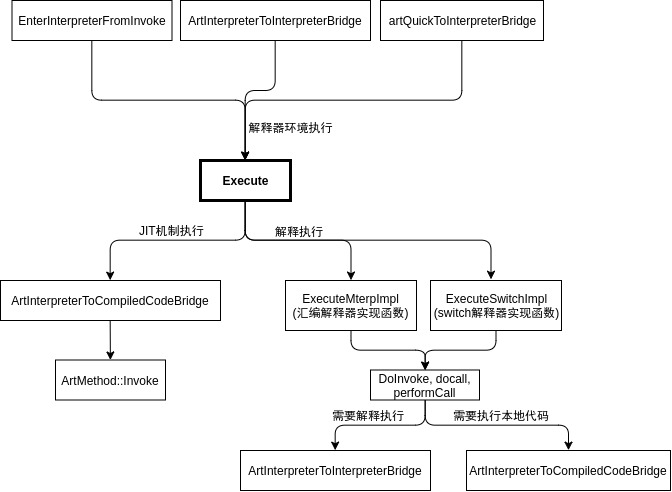 EnterInterpreterFromInvoke
ArtInterpreterToInterpreterBridge
artQuickToInterpreterBridge
解释器环境执行
Execute
JIT机制执行
解释执行
ArtInterpreterToCompiledCodeBridge
ExecuteMterpImpl
(汇编解释器实现函数)
ExecuteSwitchImpl
(switch解释器实现函数)
ArtMethod::Invoke
DoInvoke, docall,
performCall
需要解释执行
需要执行本地代码
ArtInterpreterToInterpreterBridge
ArtInterpreterToCompiledCodeBridge